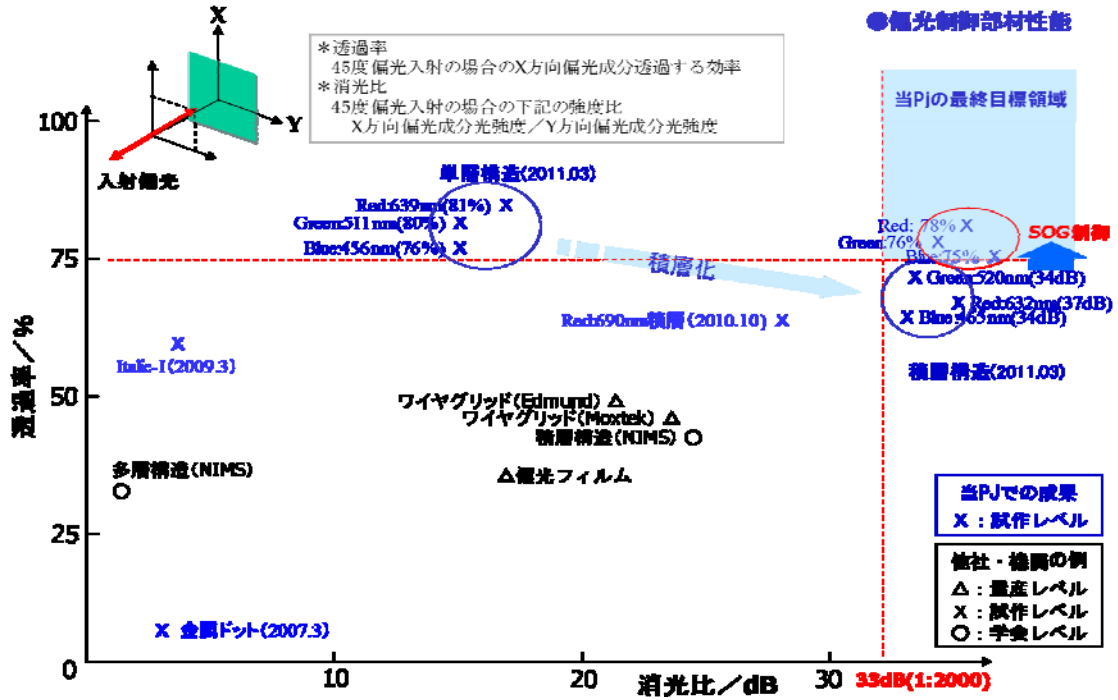 ●偏光制御部材性能
X
Y
入射偏光
*透過率
45度偏光入射の場合のX方向偏光成分透過する効率
*消光比
45度偏光入射の場合の下記の強度比
X方向偏光成分光強度/Y方向偏光成分光強度
当Pjの最終目標領域
透過率/%
100
75
50
25
0
単層構造(2011.03)
Red:639nm(81%) X
Green:511nm(80%) X
Blue:456nm(76%) X
積層化
Red: 78% X
Green:76% X
Blue:75% X
SOG制御
X Green:520nm(34dB)
X Red:632nm(37dB)
X Blue:465nm(34dB)
積層構造(2011.03)
Red:690nm積層(2010.10) X
X
Italic-I(2009.3)
ワイヤグリッド(Edmund) △
ワイヤグリッド(Moxtek) △
積層構造(NIMS) ○
△偏光フィルム
多層構造(NIMS)
○
X 金属ドット(2007.3)
当PJでの成果
X:試作レベル
他社・機関の例
△:量産レベル
X:試作レベル
○:学会レベル
10
20
30
33dB(1:2000)
消光比/dB